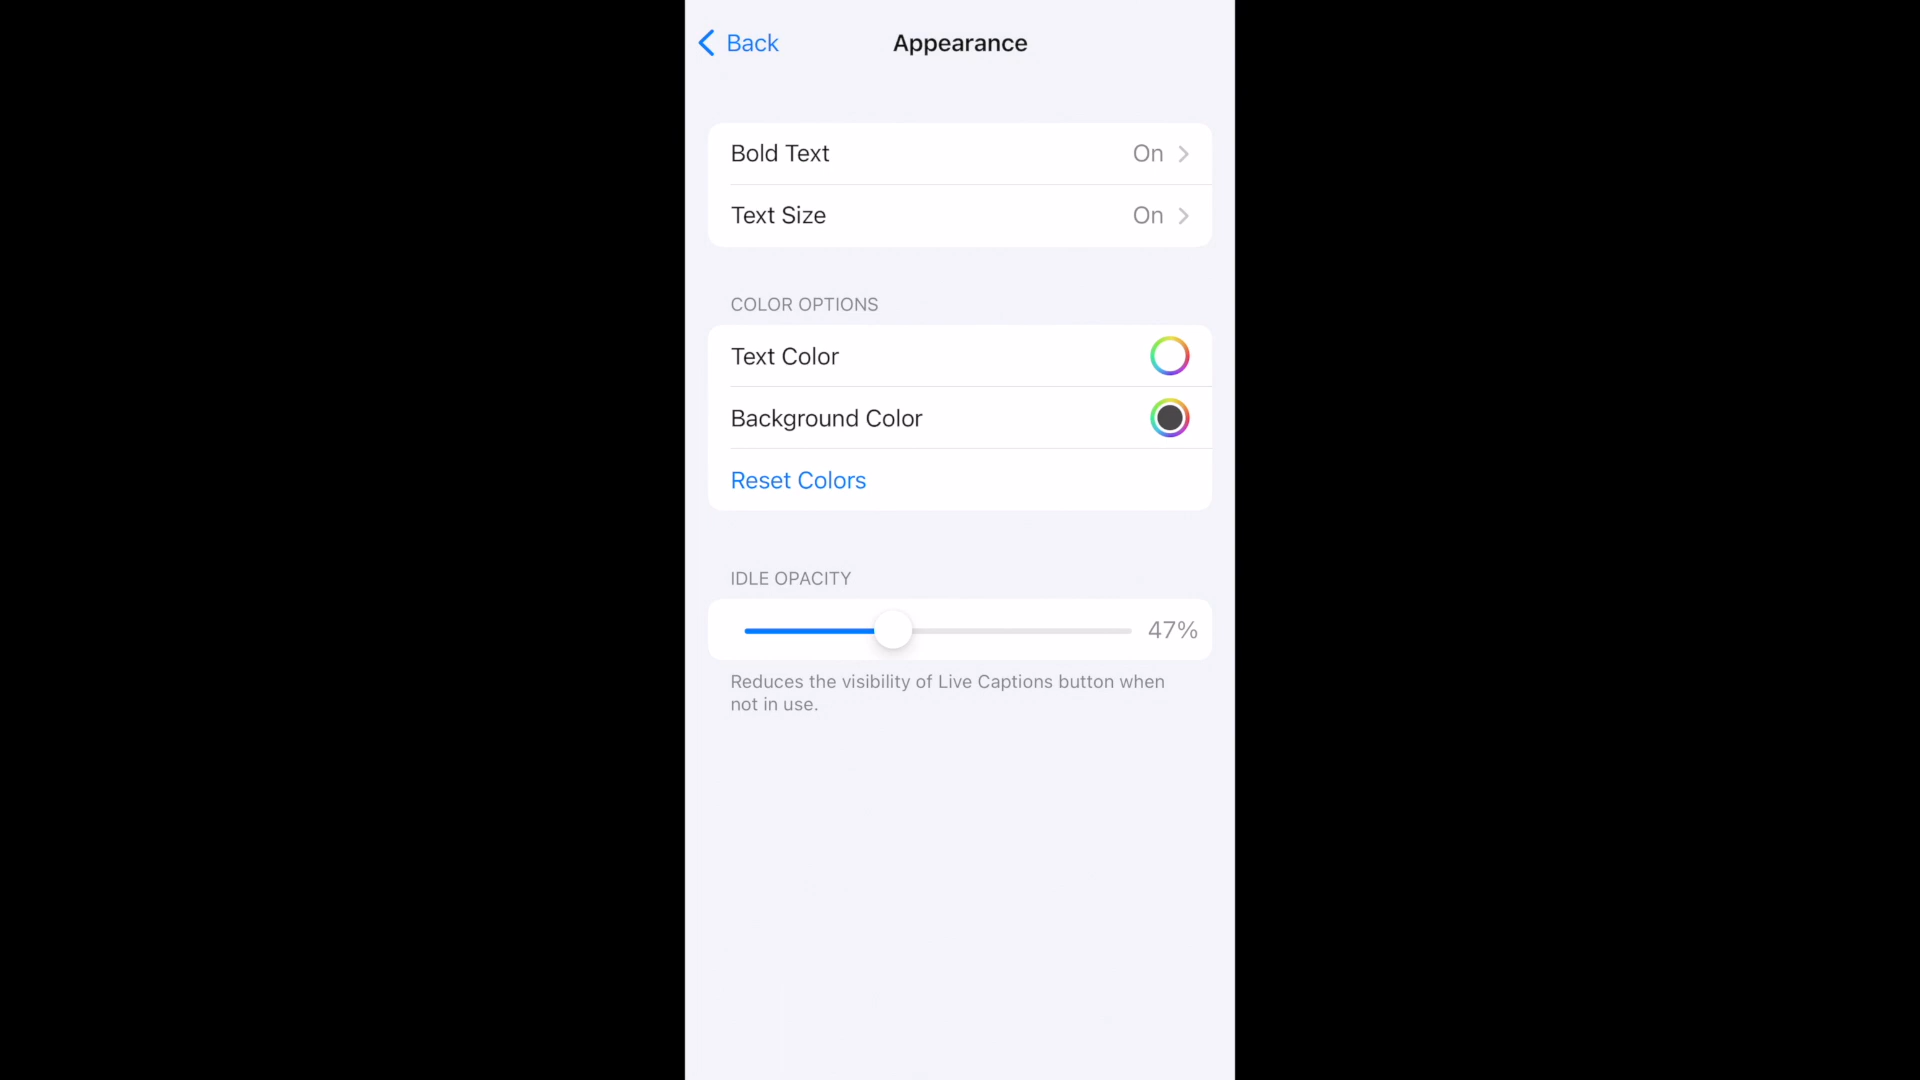 Back
Appearance
Bold Text On
Text Size On
COLOR OPTIONS
Text Color
Background Color
Reset Colors
IDLE OPACITY
47%
Reduces the visibility of Live Captions button when
not in use.